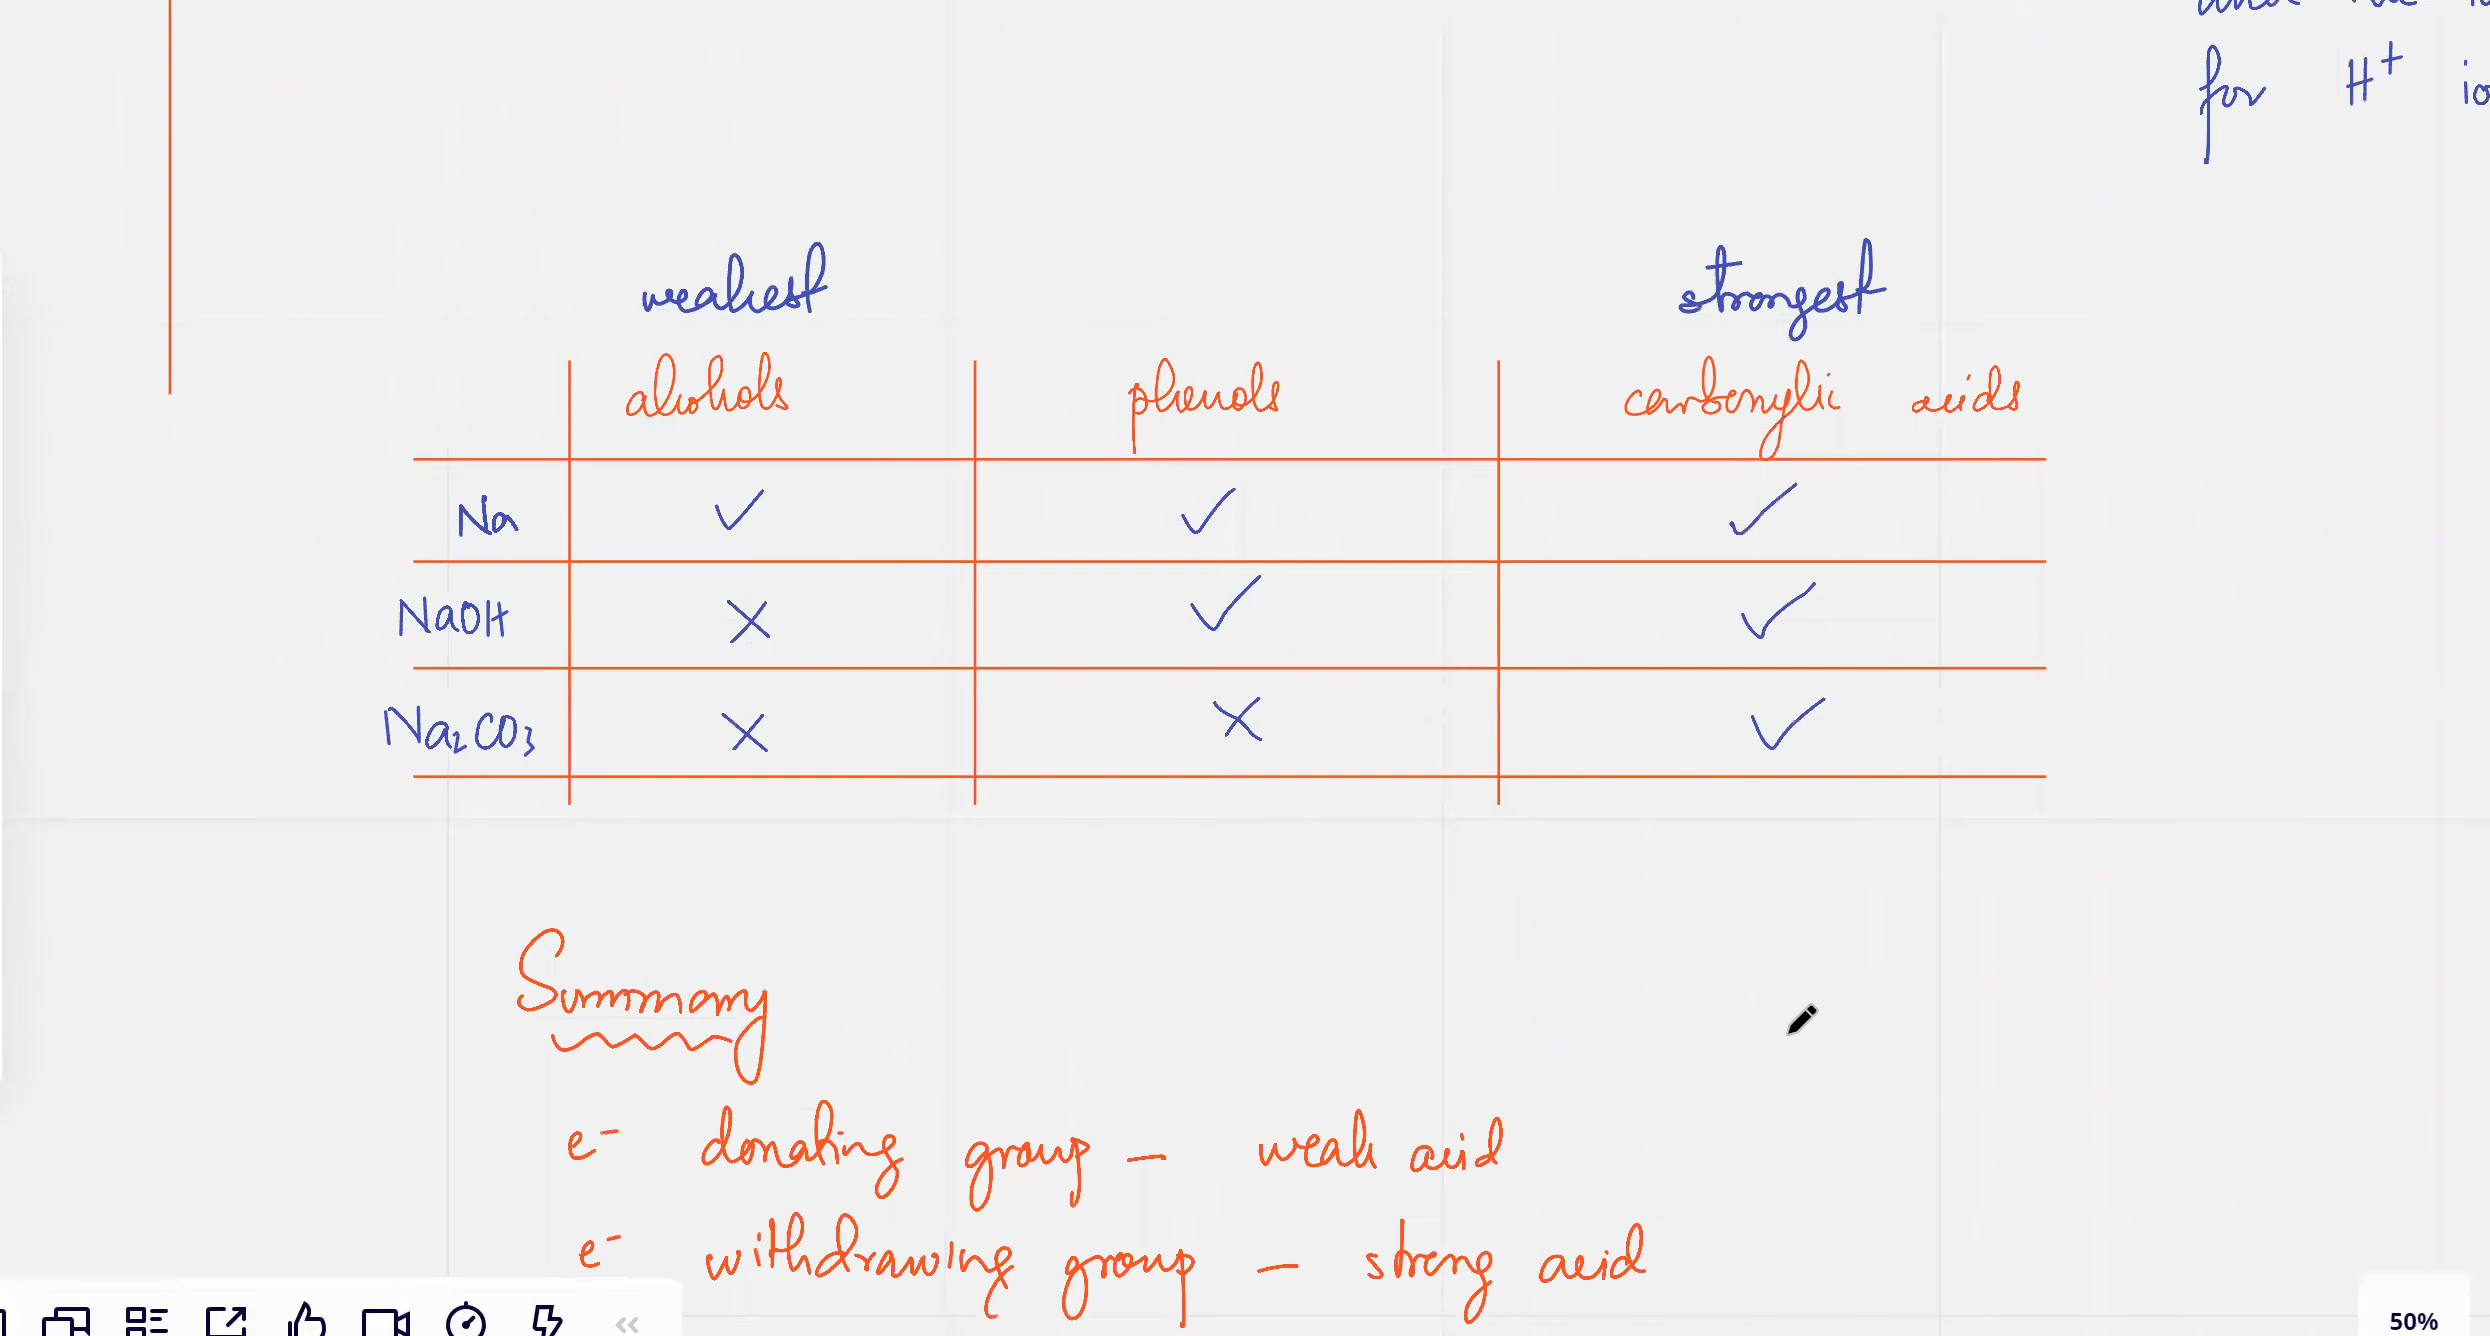 for H⁺ io
weakest strongest
alcohols phenols carboxylic acids
Na ✓ ✓ ✓
NaOH ✗ ✓ ✓
Na₂CO₃ ✗ ✗ ✓
Summary
e⁻ donating group — weak acid
e⁻ withdrawing group — strong acid
50%